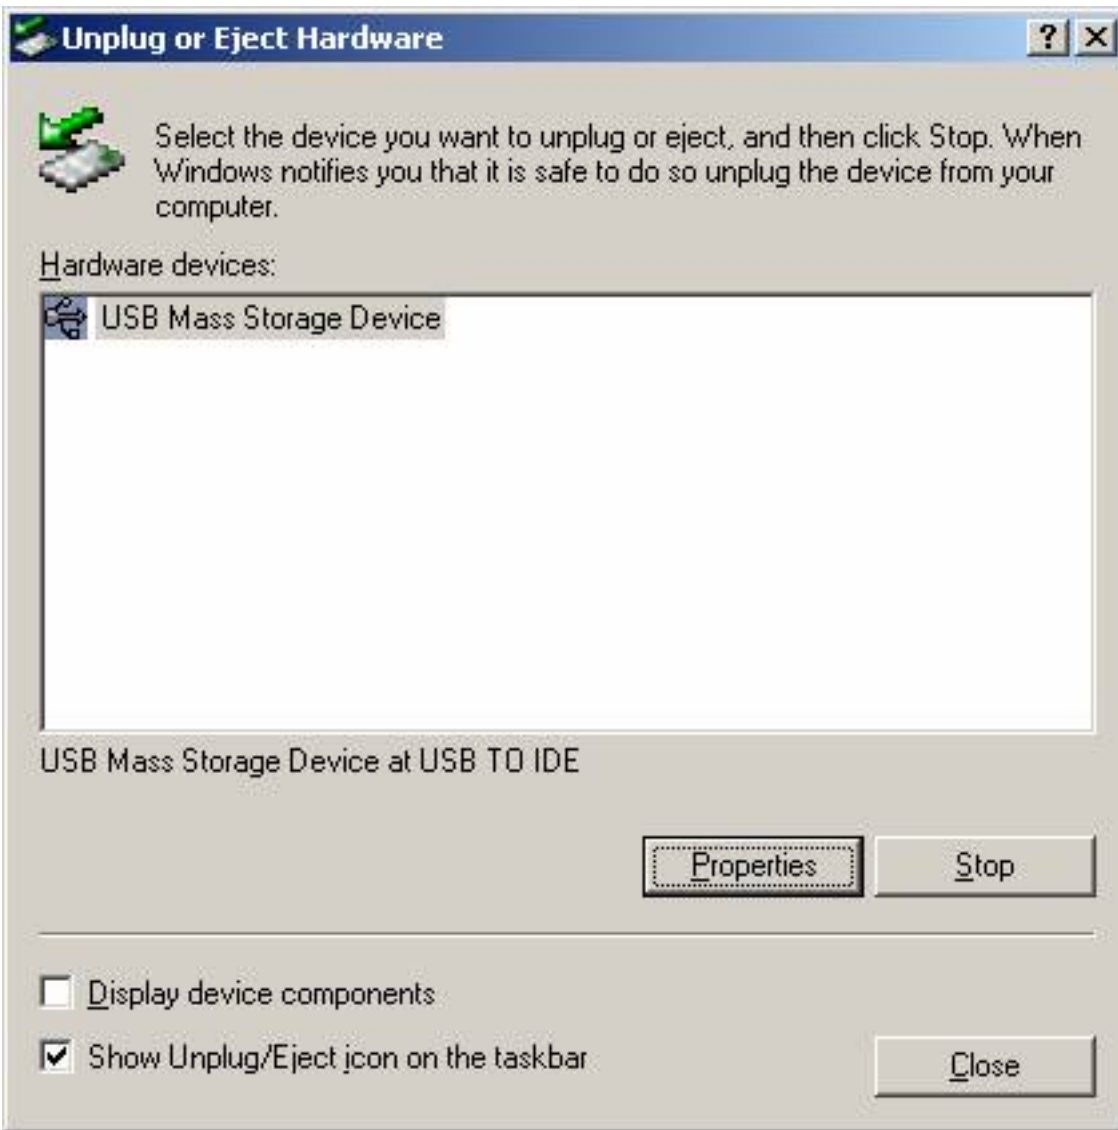 Unplug or Eject Hardware
Select the device you want to unplug or eject, and then click Stop. When
Windows notifies you that it is safe to do so unplug the device from your
computer.
Hardware devices:
USB Mass Storage Device
USB Mass Storage Device at USB TO IDE
Properties
Stop
Display device components
Show Unplug/Eject icon on the taskbar
Close